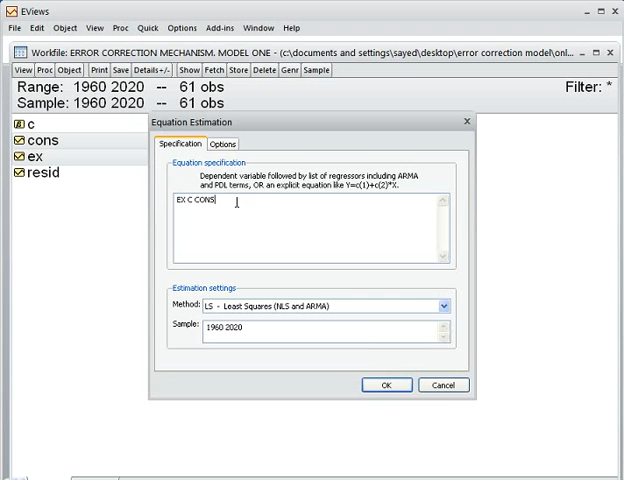 EViews
File Edit Object View Proc Quick Options Add-ins Window Help
Workfile: ERROR CORRECTION MECHANISM. MODEL ONE - (c:\documents and settings\sayed\desktop\error correction model\onl...
View Proc Object Print Save Details+/- Show Fetch Store Delete Genr Sample
Range: 1960 2020 -- 61 obs Filter: *
Sample: 1960 2020 -- 61 obs
c
cons
ex
resid
Equation Estimation
Specification Options
Equation specification
Dependent variable followed by list of regressors including ARMA
and PDL terms, OR an explicit equation like Y=c(1)+c(2)*X.
EX C CONS
Estimation settings
Method: LS - Least Squares (NLS and ARMA)
Sample: 1960 2020
OK Cancel